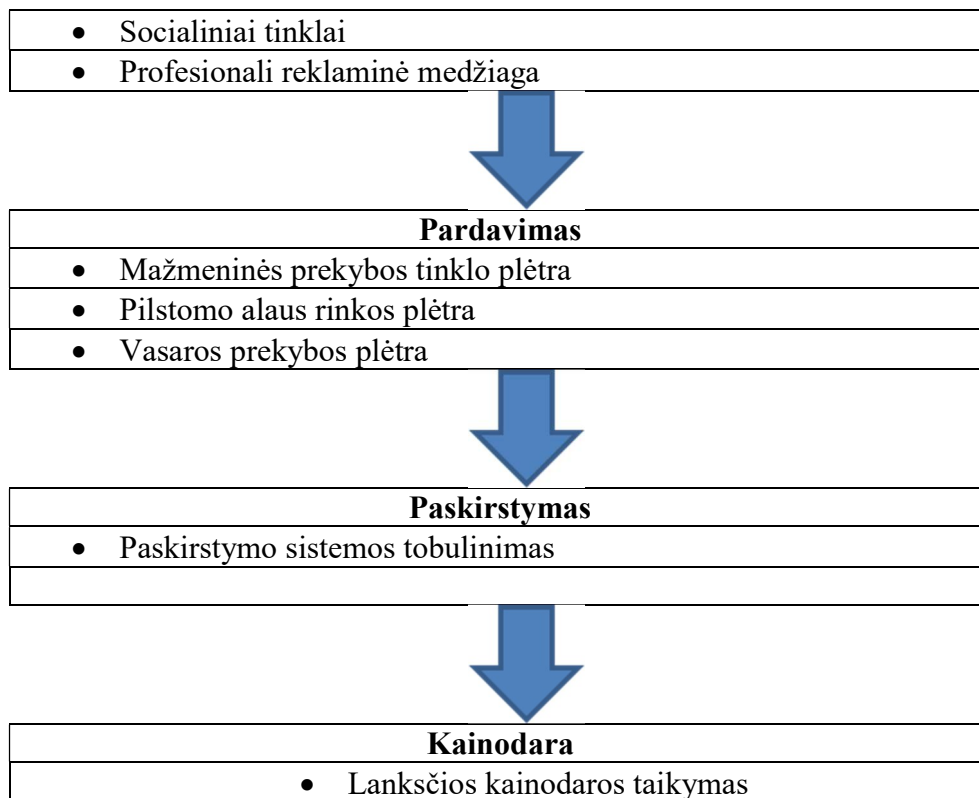 • Socialiniai tinklai
• Profesionali reklaminė medžiaga
Pardavimas
• Mažmeninės prekybos tinklo plėtra
• Pilstomo alaus rinkos plėtra
• Vasaros prekybos plėtra
Paskirstymas
• Paskirstymo sistemos tobulinimas
Kainodara
• Lanksčios kainodaros taikymas